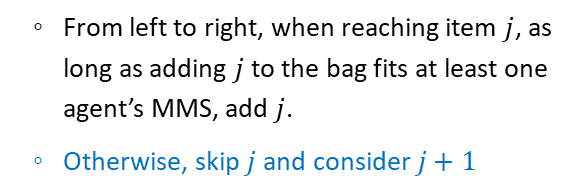 ◦ From left to right, when reaching item j, as
long as adding j to the bag fits at least one
agent’s MMS, add j.
◦ Otherwise, skip j and consider j + 1